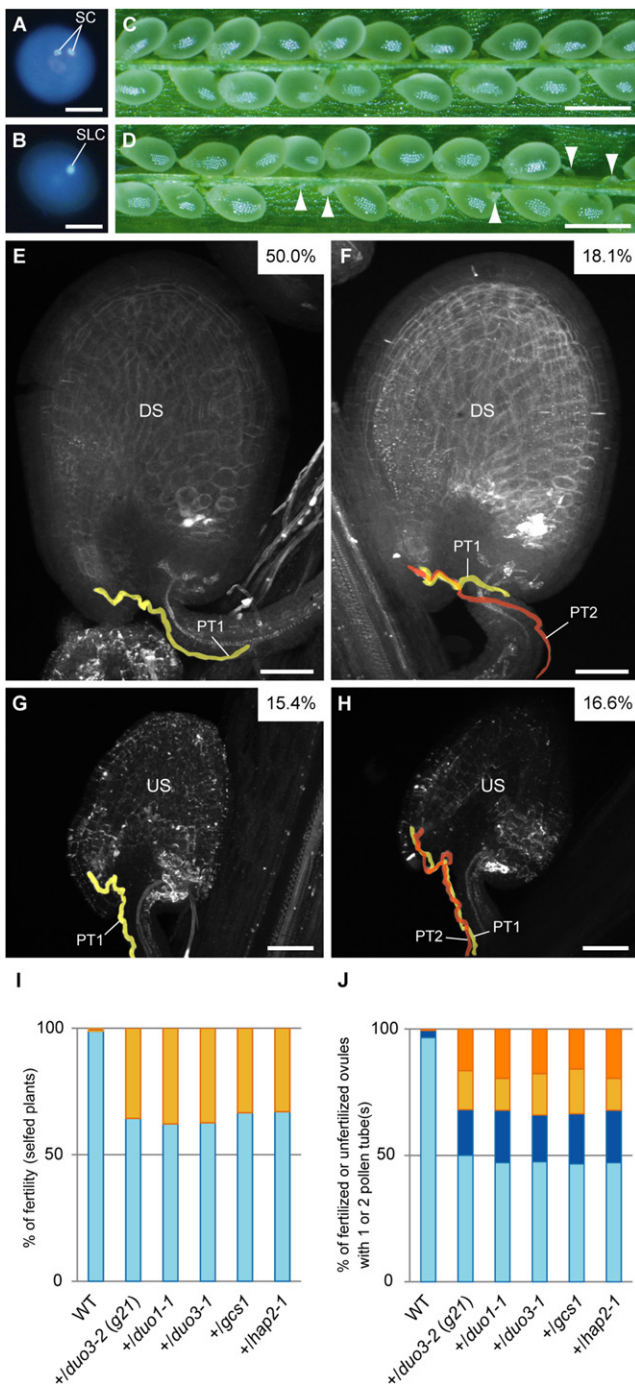 A
SC
B
SLC
C
D
E
50.0%
DS
PT1
F
18.1%
DS
PT1
PT2
G
15.4%
US
PT1
H
16.6%
US
PT2
PT1
I
% of fertility (selfed plants)
100
50
0
WT
+/duo3-2 (g21)
+/duo1-1
+/duo3-1
+/gcs1
+/hap2-1
J
% of fertilized or unfertilized ovules
with 1 or 2 pollen tube(s)
100
50
0
WT
+/duo3-2 (g21)
+/duo1-1
+/duo3-1
+/gcs1
+/hap2-1